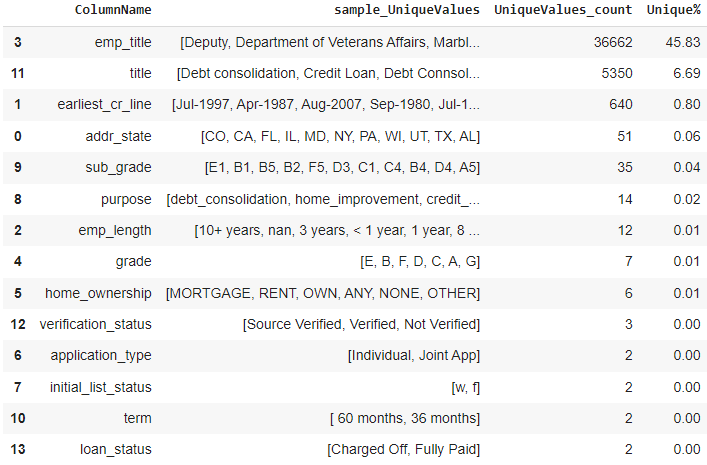 ColumnName sample_UniqueValues UniqueValues_count Unique%
3 emp_title [Deputy, Department of Veterans Affairs, Marbl... 36662 45.83
11 title [Debt consolidation, Credit Loan, Debt Connsol... 5350 6.69
1 earliest_cr_line [Jul-1997, Apr-1987, Aug-2007, Sep-1980, Jul-1... 640 0.80
0 addr_state [CO, CA, FL, IL, MD, NY, PA, WI, UT, TX, AL] 51 0.06
9 sub_grade [E1, B1, B5, B2, F5, D3, C1, C4, B4, D4, A5] 35 0.04
8 purpose [debt_consolidation, home_improvement, credit_... 14 0.02
2 emp_length [10+ years, nan, 3 years, < 1 year, 1 year, 8 ... 12 0.01
4 grade [E, B, F, D, C, A, G] 7 0.01
5 home_ownership [MORTGAGE, RENT, OWN, ANY, NONE, OTHER] 6 0.01
12 verification_status [Source Verified, Verified, Not Verified] 3 0.00
6 application_type [Individual, Joint App] 2 0.00
7 initial_list_status [w, f] 2 0.00
10 term [ 60 months, 36 months] 2 0.00
13 loan_status [Charged Off, Fully Paid] 2 0.00